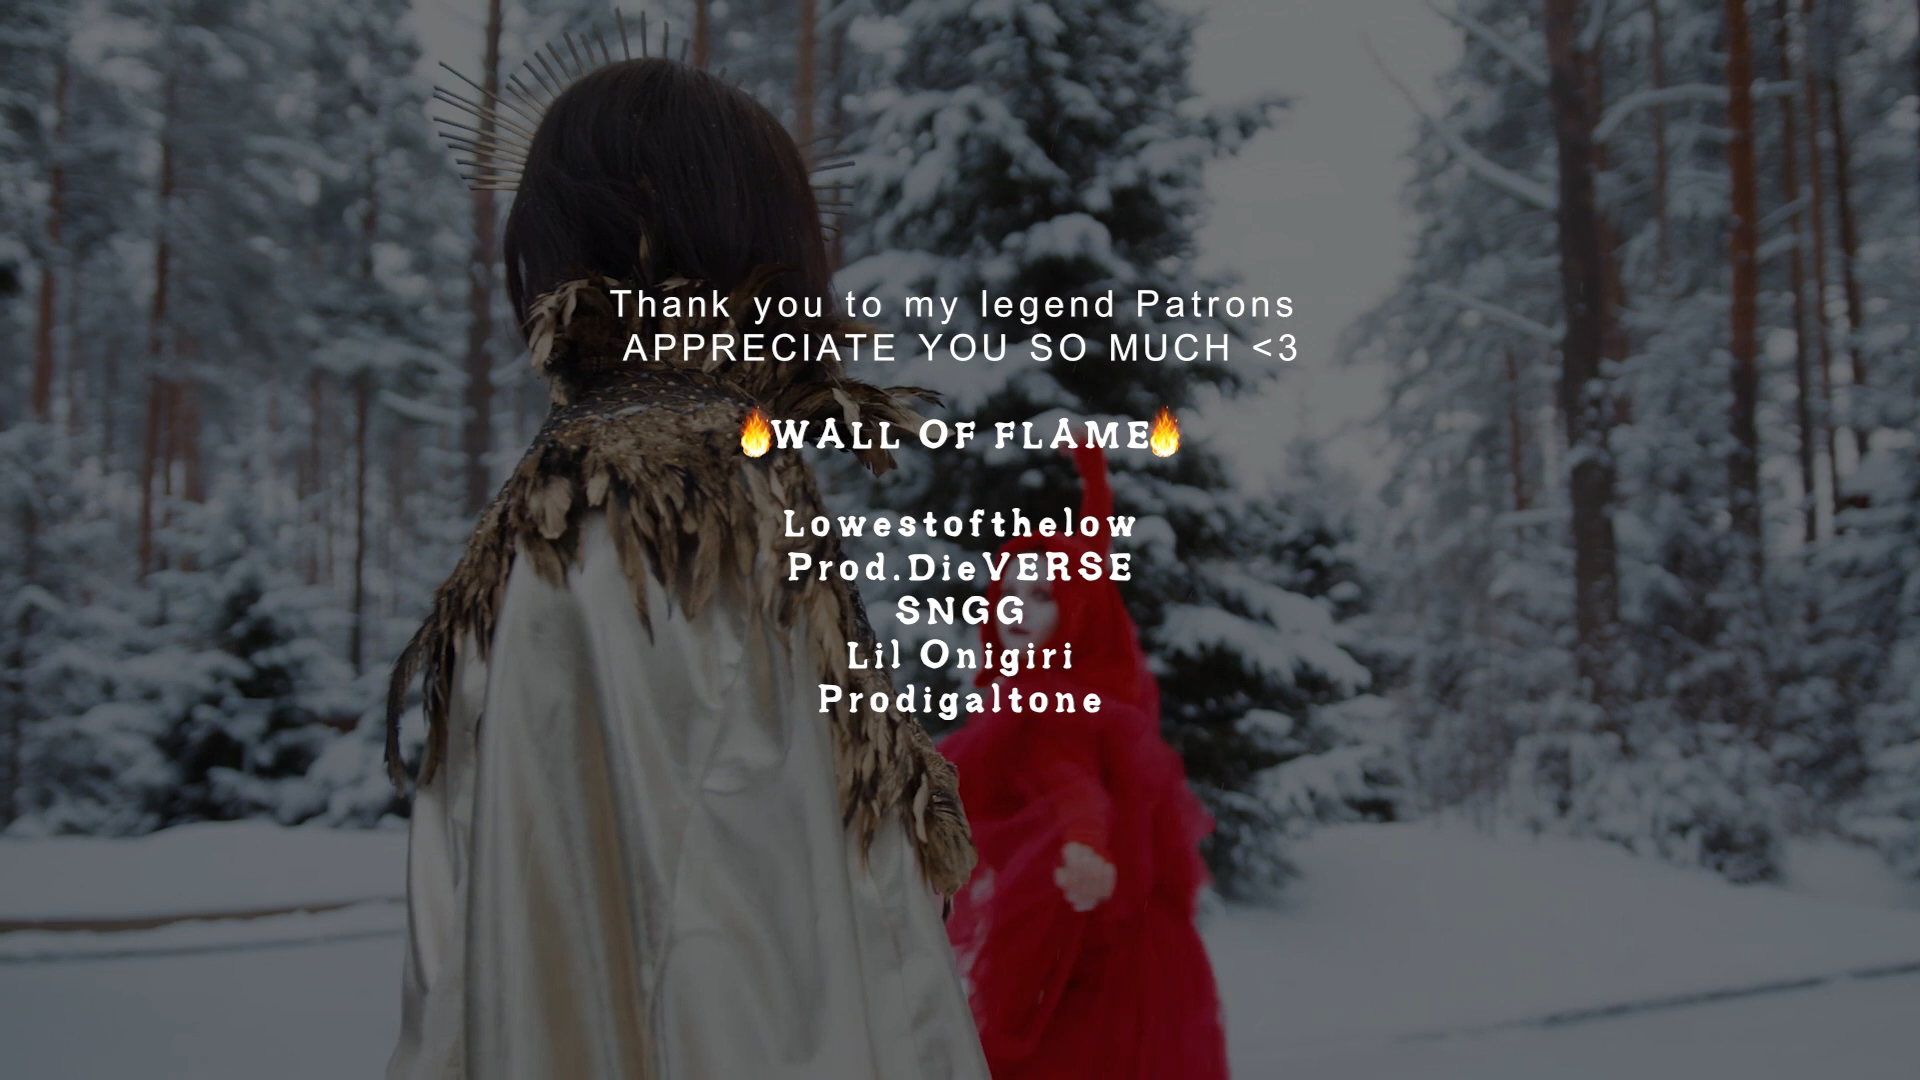 Thank you to my legend Patrons
APPRECIATE YOU SO MUCH <3
🔥WALL OF FLAME🔥
Lowestofthelow
Prod.DieVERSE
SNGG
Lil Onigiri
Prodigaltone